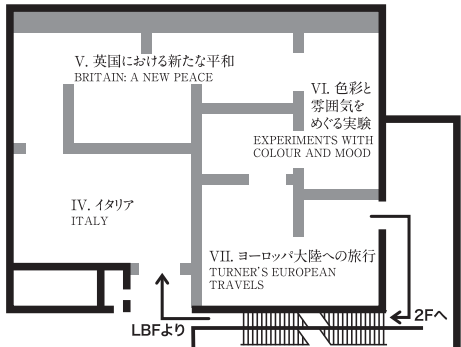 V. 英国における新たな平和
BRITAIN: A NEW PEACE
VI. 色彩と
雰囲気を
めぐる実験
EXPERIMENTS WITH
COLOUR AND MOOD
IV. イタリア
ITALY
VII. ヨーロッパ大陸への旅行
TURNER'S EUROPEAN
TRAVELS
LBFより
2Fへ